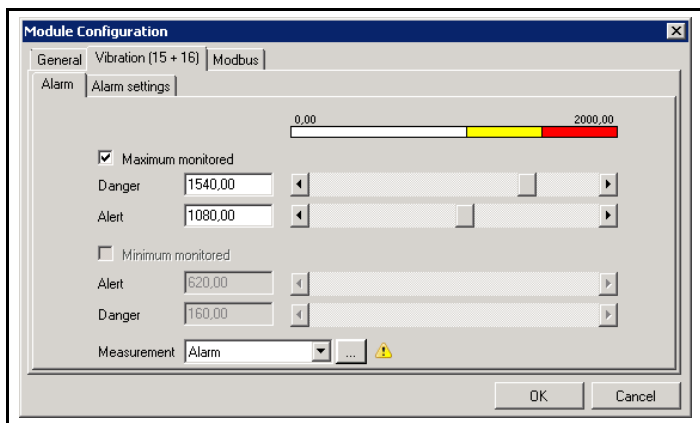 Module Configuration
General Vibration (15 + 16) Modbus
Alarm Alarm settings
0,00 2000,00
Maximum monitored
Danger 1540,00
Alert 1080,00
Minimum monitored
Alert 620,00
Danger 160,00
Measurement Alarm ...
OK Cancel